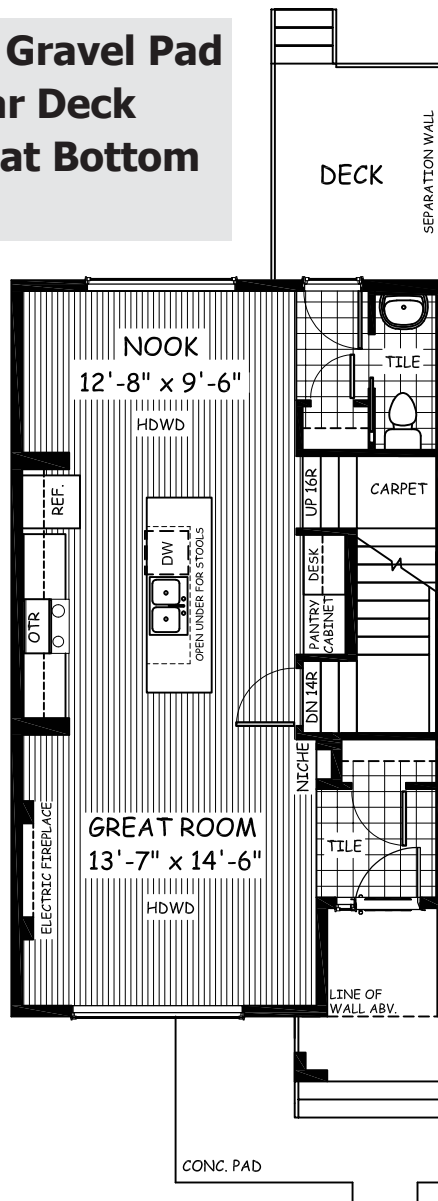 Gravel Pad
ar Deck
at Bottom
DECK
SEPARATION WALL
NOOK
12'-8" x 9'-6"
HDWD
TILE
REF.
UP 16R
CARPET
DW
OPEN UNDER FOR STOOLS
DESK
OTR
PANTRY
CABINET
DN 14R
NICHE
ELECTRIC FIREPLACE
GREAT ROOM
13'-7" x 14'-6"
HDWD
TILE
LINE OF
WALL ABV.
CONC. PAD